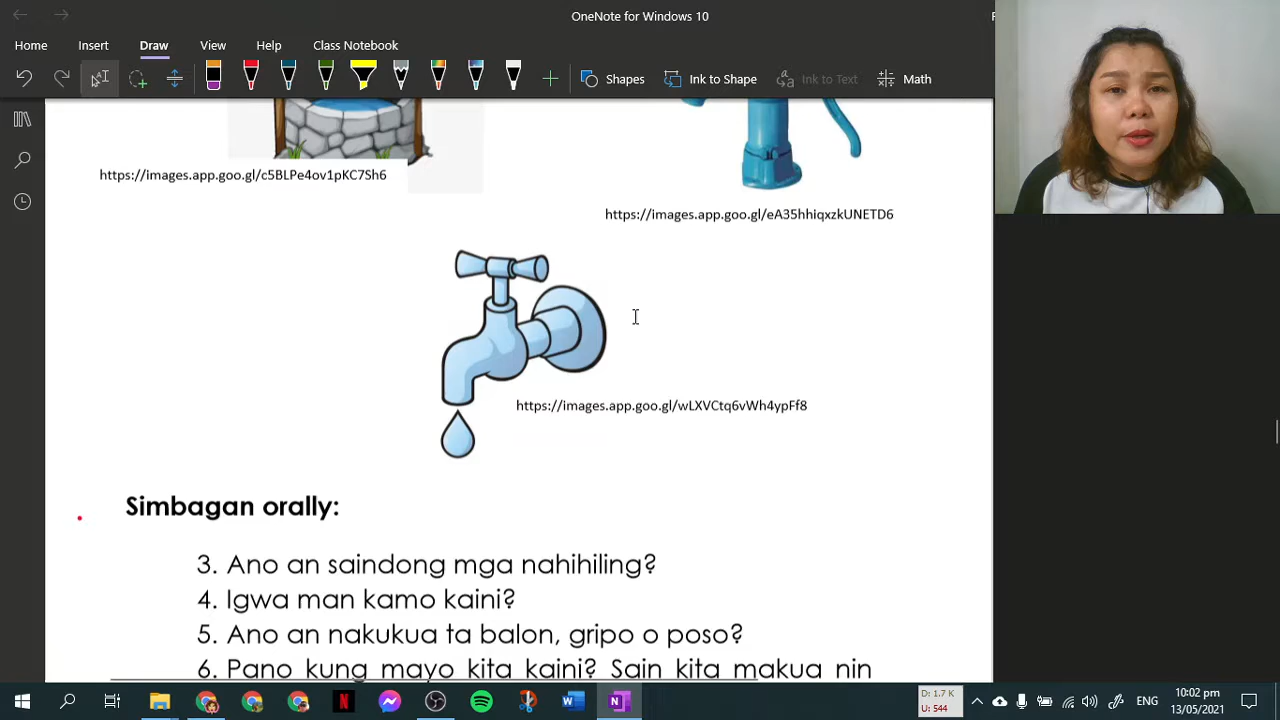 OneNote for Windows 10
Home Insert Draw View Help Class Notebook
Shapes Ink to Shape Ink to Text Math
https://images.app.goo.gl/c5BLPe4ov1pKC7Sh6
https://images.app.goo.gl/eA35hhiqxzkUNETD6
https://images.app.goo.gl/wLXVCtq6vWh4ypFf8
Simbagan orally:
3. Ano an saindong mga nahihiling?
4. Igwa man kamo kaini?
5. Ano an nakukua ta balon, gripo o poso?
6. Pano kung mayo kita kaini? Sain kita makua nin
D: 1.7 K
U: 544
ENG
10:02 pm
13/05/2021